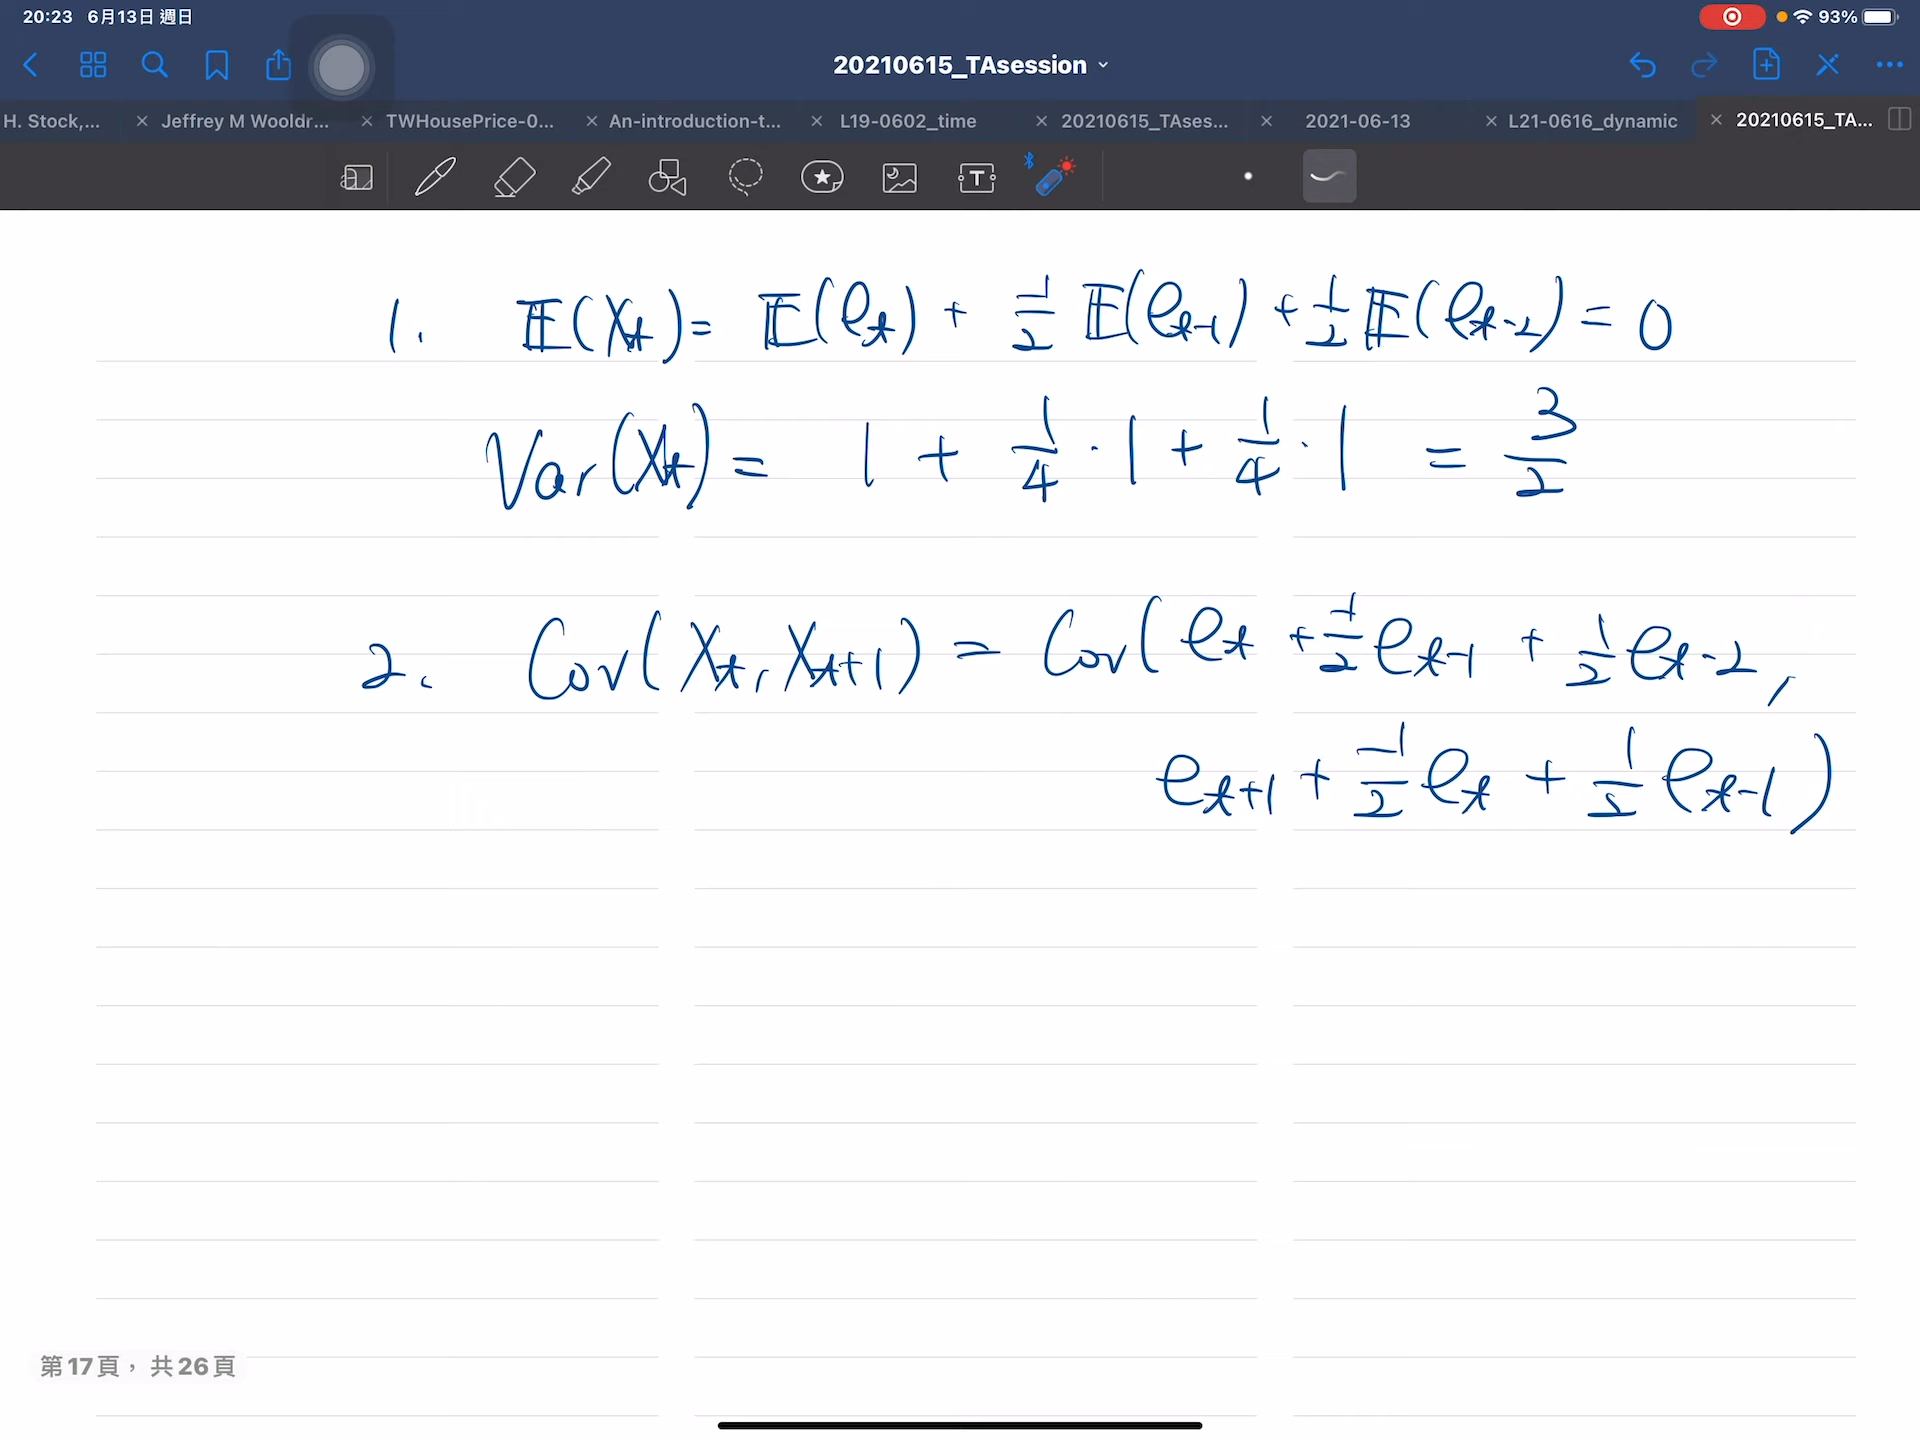 20:23 6月13日 週日
93%
20210615_TAsession
H. Stock,... × Jeffrey M Wooldr... × TWHousePrice-0... × An-introduction-t... × L19-0602_time × 20210615_TAses... × 2021-06-13 × L21-0616_dynamic × 20210615_TA...
1. 𝔼(Xt) = 𝔼(et) + -1/2 𝔼(et-1) + 1/2 𝔼(et-2) = 0
Var(Xt) = 1 + 1/4 · 1 + 1/4 · 1 = 3/2
2. Cov(Xt, Xt+1) = Cov(et + -1/2 et-1 + 1/2 et-2,
et+1 + -1/2 et + 1/2 et-1)
第17頁，共26頁